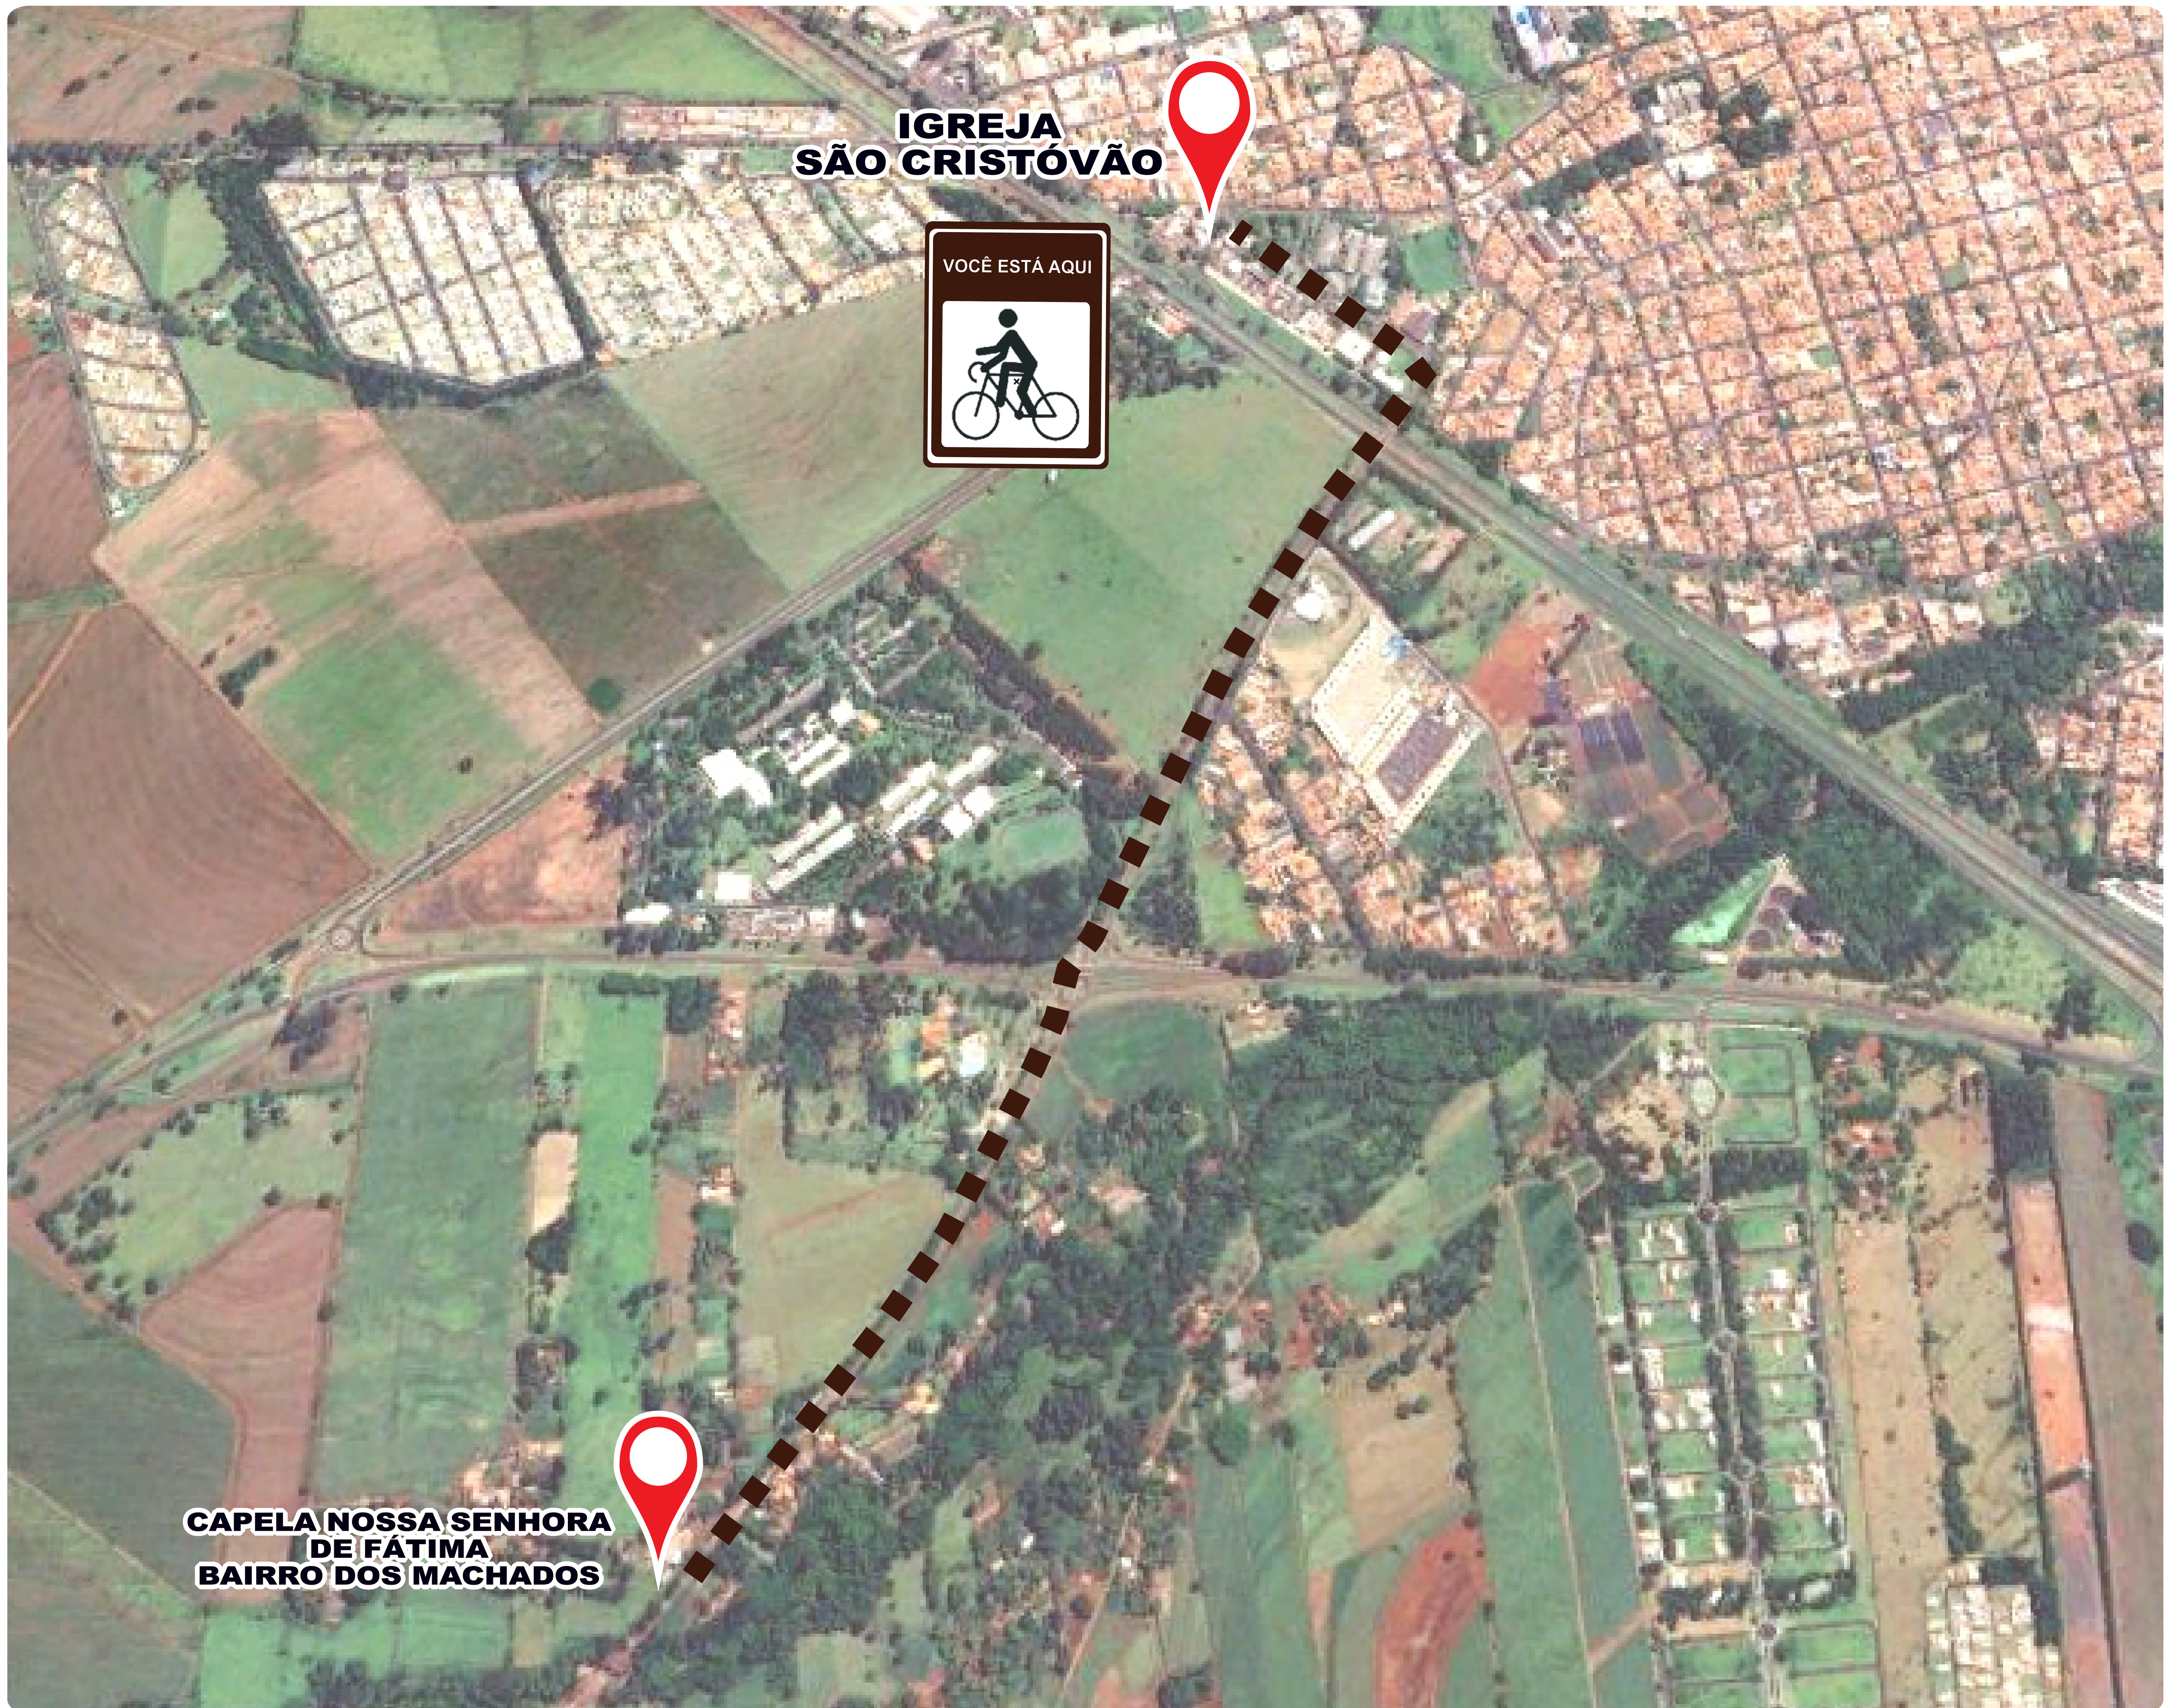 IGREJA
SÃO CRISTÓVÃO
VOCÊ ESTÁ AQUI
CAPELA NOSSA SENHORA
DE FÁTIMA
BAIRRO DOS MACHADOS